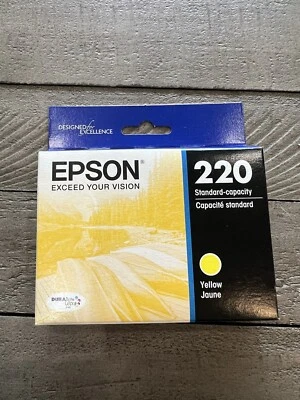 DESIGNED for
EXCELLENCE
EPSON®
EXCEED YOUR VISION
220
Standard-capacity
Capacité standard
Yellow
Jaune